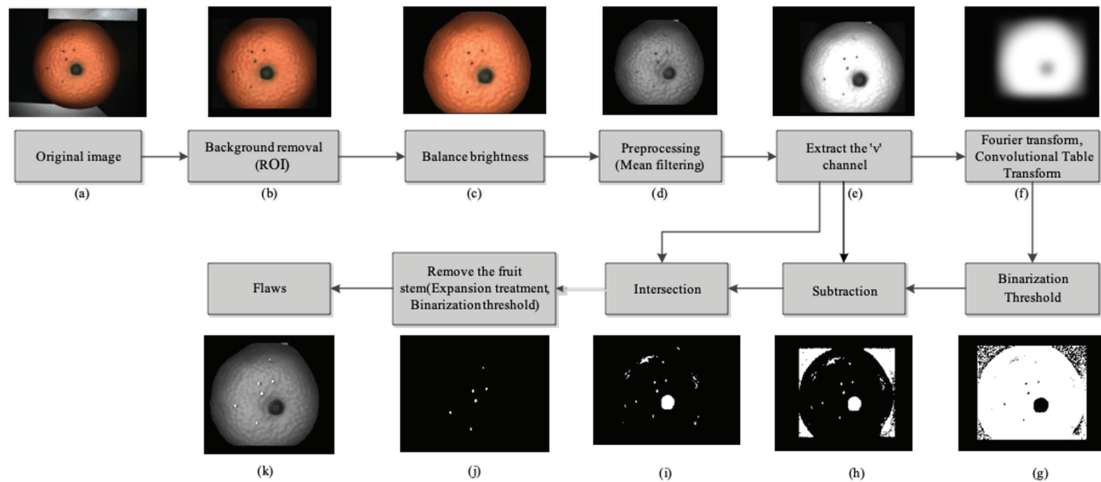 Original image
Background removal
(ROI)
Balance brightness
Preprocessing
(Mean filtering)
Extract the 'v'
channel
Fourier transform,
Convolutional Table
Transform
(a)
(b)
(c)
(d)
(e)
(f)
Flaws
Remove the fruit
stem(Expansion treatment,
Binarization threshold)
Intersection
Subtraction
Binarization
Threshold
(k)
(j)
(i)
(h)
(g)